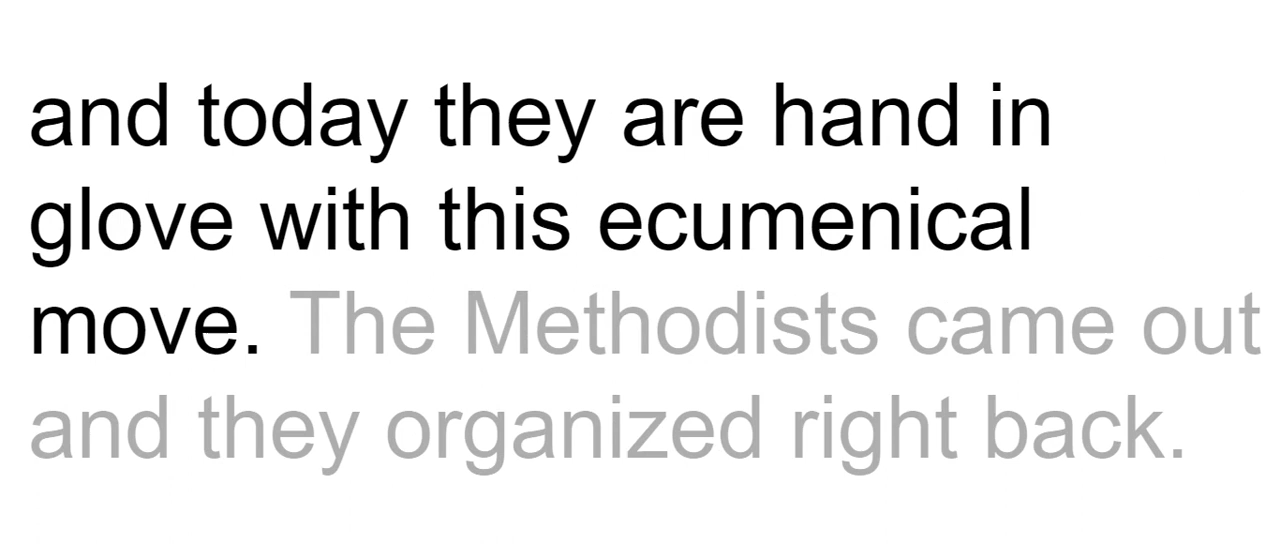 and today they are hand in
glove with this ecumenical
move. The Methodists came out
and they organized right back.